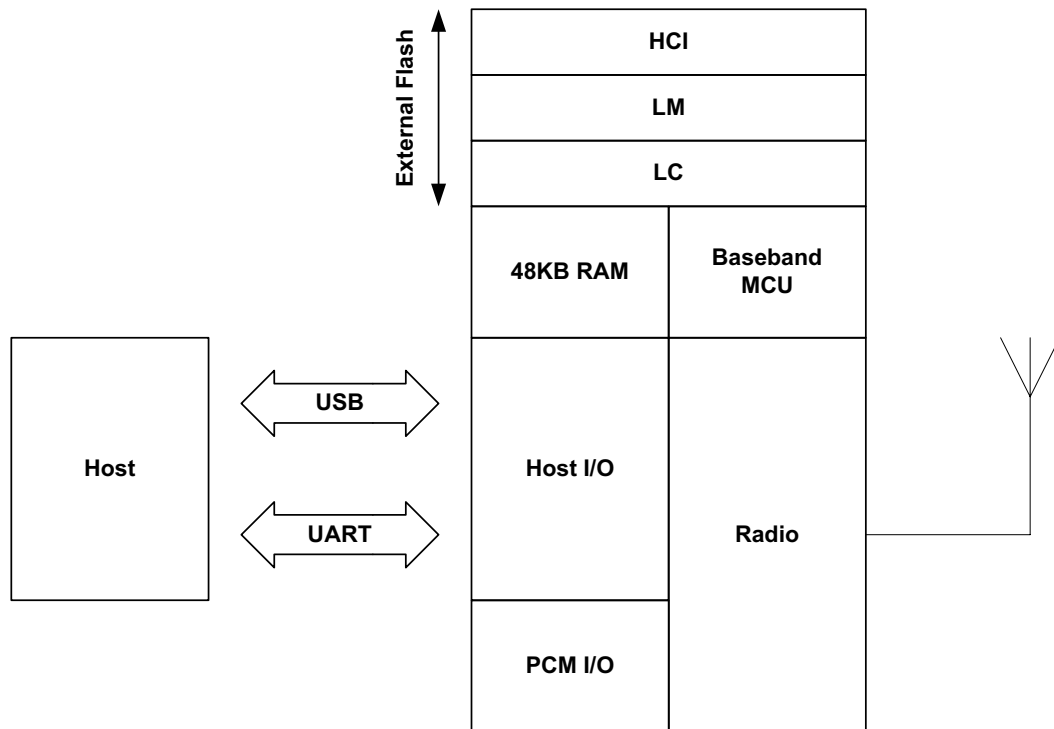 External Flash
HCI
LM
LC
48KB RAM
Baseband
MCU
Host
USB
UART
Host I/O
Radio
PCM I/O